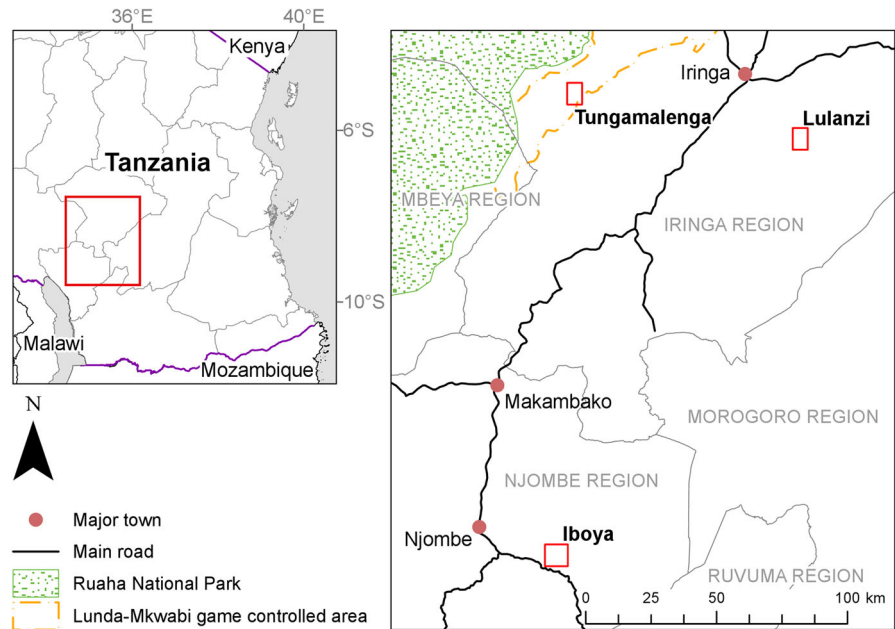 36°E
40°E
Kenya
-6°S
Tanzania
-10°S
Malawi
Mozambique
N
Major town
Main road
Ruaha National Park
Lunda-Mkwabi game controlled area
Iringa
Tungamalenga
Lulanzi
MBEYA REGION
IRINGA REGION
Makambako
MOROGORO REGION
NJOMBE REGION
Njombe
Iboya
RUVUMA REGION
0 25 50 60 100 km